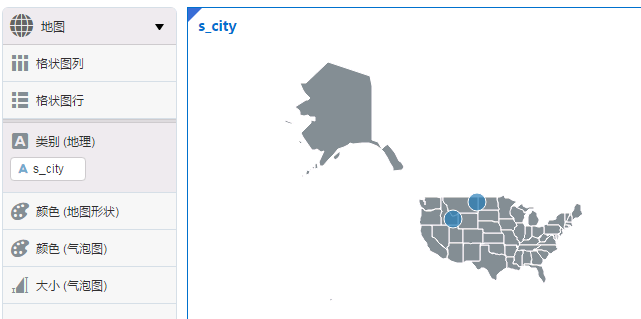 地图
格状图列
格状图行
A 类别 (地理)
A s_city
颜色 (地图形状)
颜色 (气泡图)
大小 (气泡图)
s_city